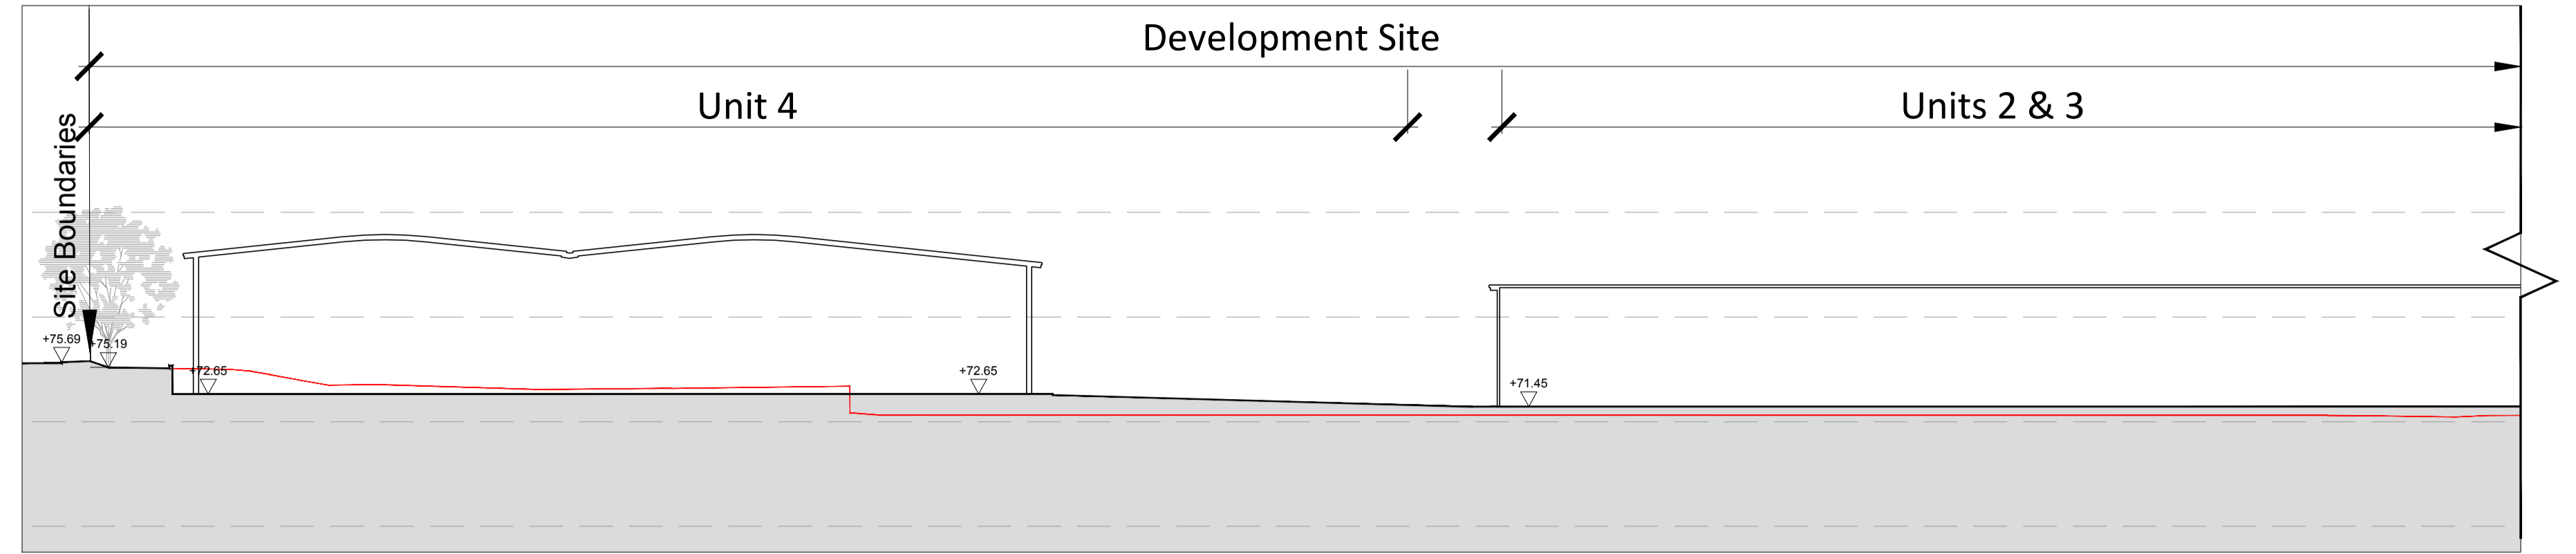 Development Site
Unit 4
Units 2 & 3
Site Boundaries
+75.69
+75.19
+72.65
+72.65
+71.45